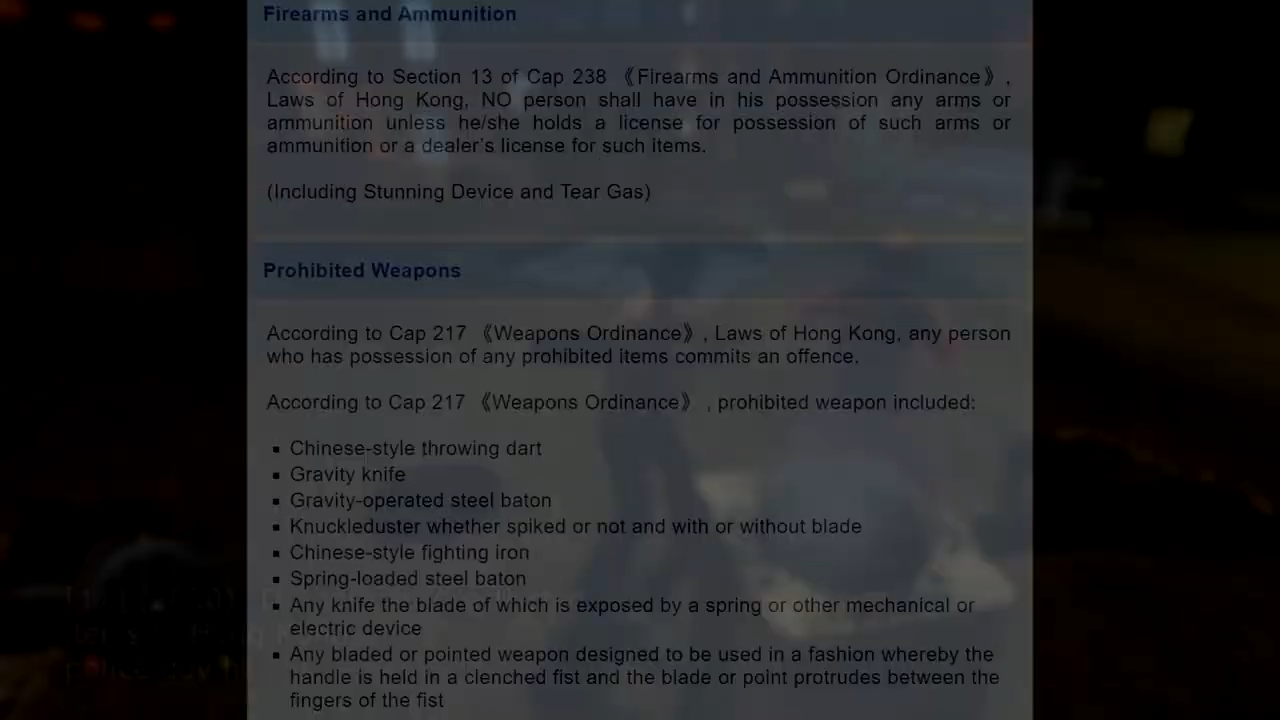 Firearms and Ammunition
According to Section 13 of Cap 238 《Firearms and Ammunition Ordinance》,
Laws of Hong Kong, NO person shall have in his possession any arms or
ammunition unless he/she holds a license for possession of such arms or
ammunition or a dealer's license for such items.
(Including Stunning Device and Tear Gas)
Prohibited Weapons
According to Cap 217 《Weapons Ordinance》, Laws of Hong Kong, any person
who has possession of any prohibited items commits an offence.
According to Cap 217 《Weapons Ordinance》 , prohibited weapon included:
▪ Chinese-style throwing dart
▪ Gravity knife
▪ Gravity-operated steel baton
▪ Knuckleduster whether spiked or not and with or without blade
▪ Chinese-style fighting iron
▪ Spring-loaded steel baton
▪ Any knife the blade of which is exposed by a spring or other mechanical or
electric device
▪ Any bladed or pointed weapon designed to be used in a fashion whereby the
handle is held in a clenched fist and the blade or point protrudes between the
fingers of the fist